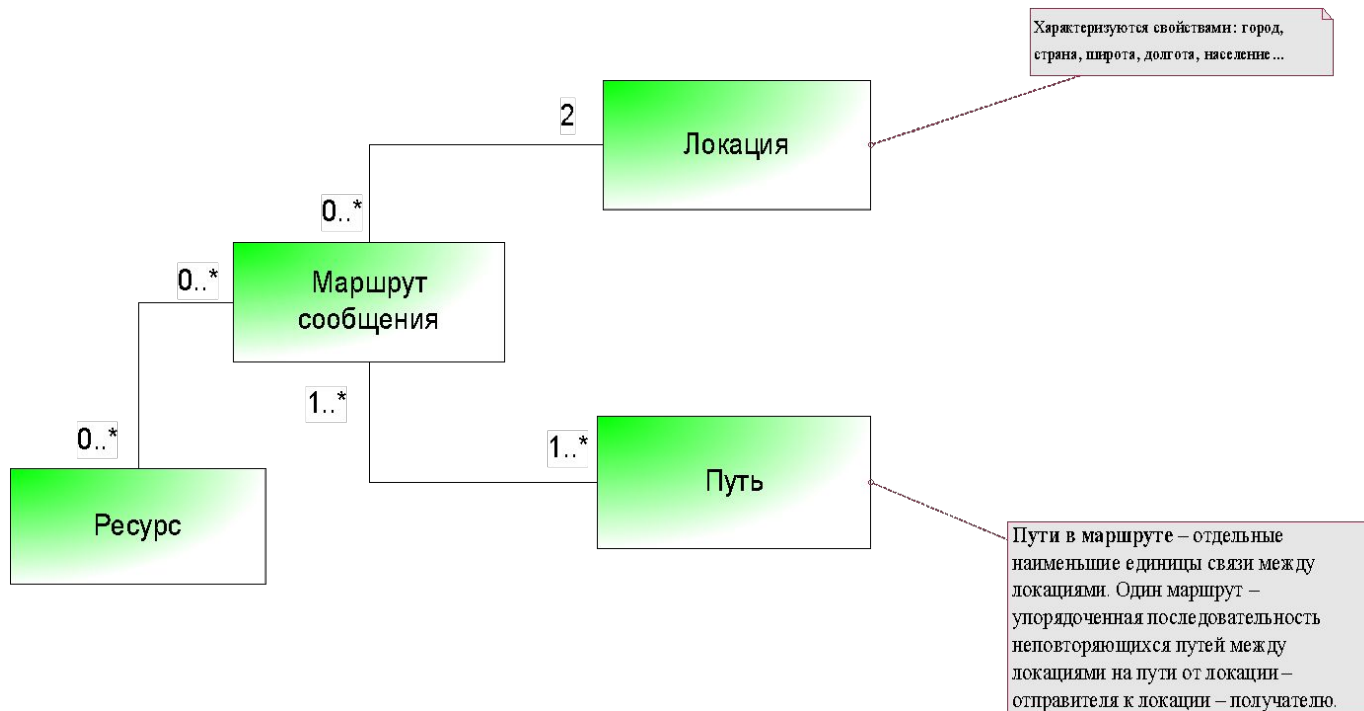 Характеризуются свойствами: город,
страна, широта, долгота, население...
2
Локация
0..*
0..*
Маршрут
сообщения
1..*
0..*
1..*
Путь
Ресурс
Пути в маршруте – отдельные
наименьшие единицы связи между
локациями. Один маршрут –
упорядоченная последовательность
неповторяющихся путей между
локациями на пути от локации –
отправителя к локации – получателю.